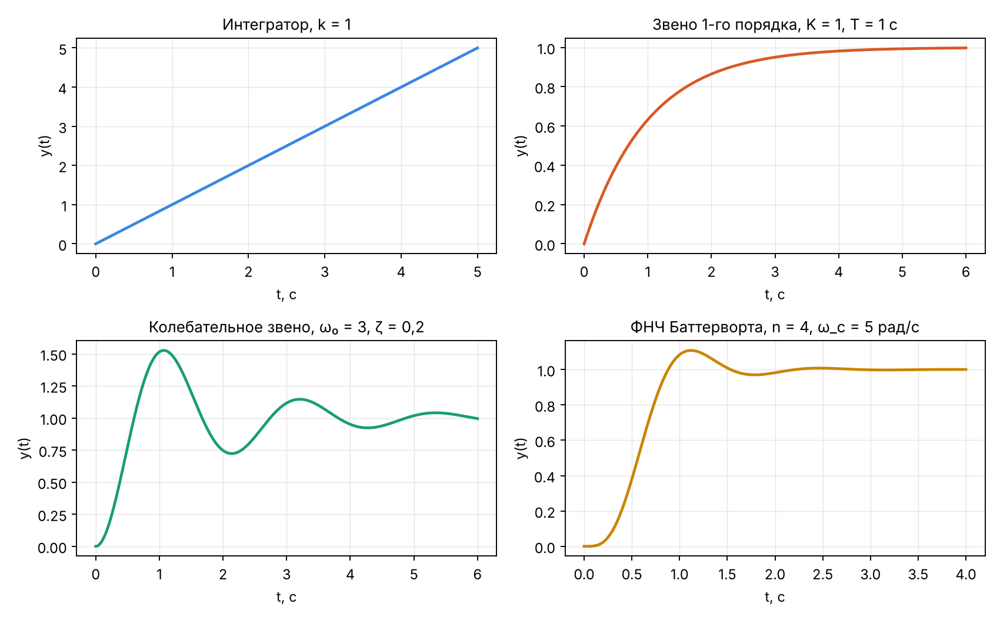 Интегратор, k = 1
5
4
3
2
1
0
y(t)
0 1 2 3 4 5
t, с
Звено 1-го порядка, K = 1, T = 1 с
1.0
0.8
0.6
0.4
0.2
0.0
y(t)
0 1 2 3 4 5 6
t, с
Колебательное звено, ω₀ = 3, ζ = 0,2
1.50
1.25
1.00
0.75
0.50
0.25
0.00
y(t)
0 1 2 3 4 5 6
t, с
ФНЧ Баттерворта, n = 4, ω_c = 5 рад/с
1.0
0.8
0.6
0.4
0.2
0.0
y(t)
0.0 0.5 1.0 1.5 2.0 2.5 3.0 3.5 4.0
t, с